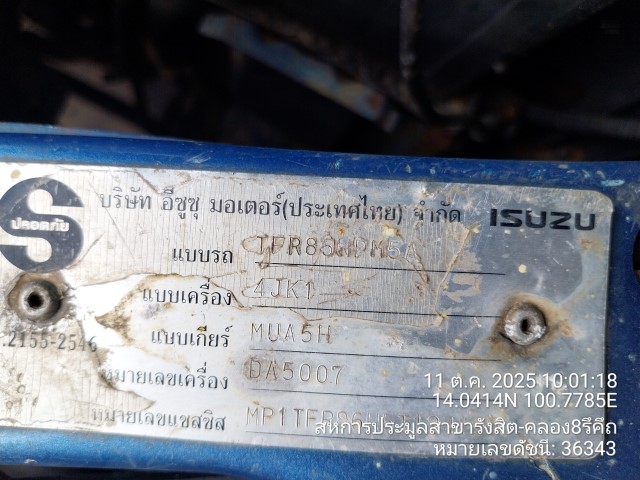 บริษัท อีซูซุ มอเตอร์(ประเทศไทย) จำกัด ISUZU
ปลอดภัย
แบบรถ
แบบเครื่อง 4JK1
.2155-2546
แบบเกียร์ MUA5H
หมายเลขเครื่อง DA5007
หมายเลขแชสซิส
11 ต.ค. 2025 10:01:18
14.0414N 100.7785E
สหการประมูลสาขารังสิต-คลอง8รีคีถ
หมายเลขดัชนี: 36343